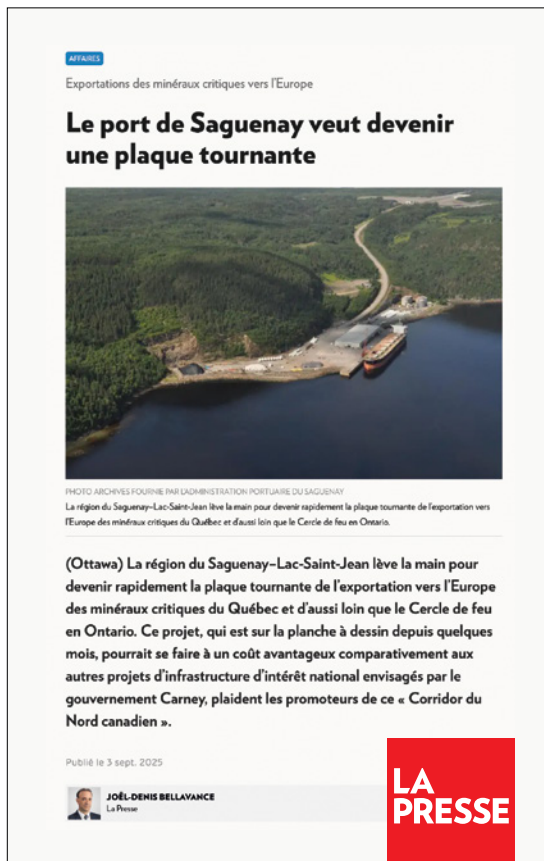 AFFAIRES
Exportations des minéraux critiques vers l'Europe
Le port de Saguenay veut devenir
une plaque tournante
PHOTO ARCHIVES FOURNIE PAR L'ADMINISTRATION PORTUAIRE DU SAGUENAY
La région du Saguenay–Lac-Saint-Jean lève la main pour devenir rapidement la plaque tournante de l'exportation vers
l'Europe des minéraux critiques du Québec et d'aussi loin que le Cercle de feu en Ontario.
(Ottawa) La région du Saguenay–Lac-Saint-Jean lève la main pour
devenir rapidement la plaque tournante de l'exportation vers l'Europe
des minéraux critiques du Québec et d'aussi loin que le Cercle de feu
en Ontario. Ce projet, qui est sur la planche à dessin depuis quelques
mois, pourrait se faire à un coût avantageux comparativement aux
autres projets d'infrastructure d'intérêt national envisagés par le
gouvernement Carney, plaident les promoteurs de ce « Corridor du
Nord canadien ».
Publié le 3 sept. 2025
JOËL-DENIS BELLAVANCE
La Presse
LA
PRESSE